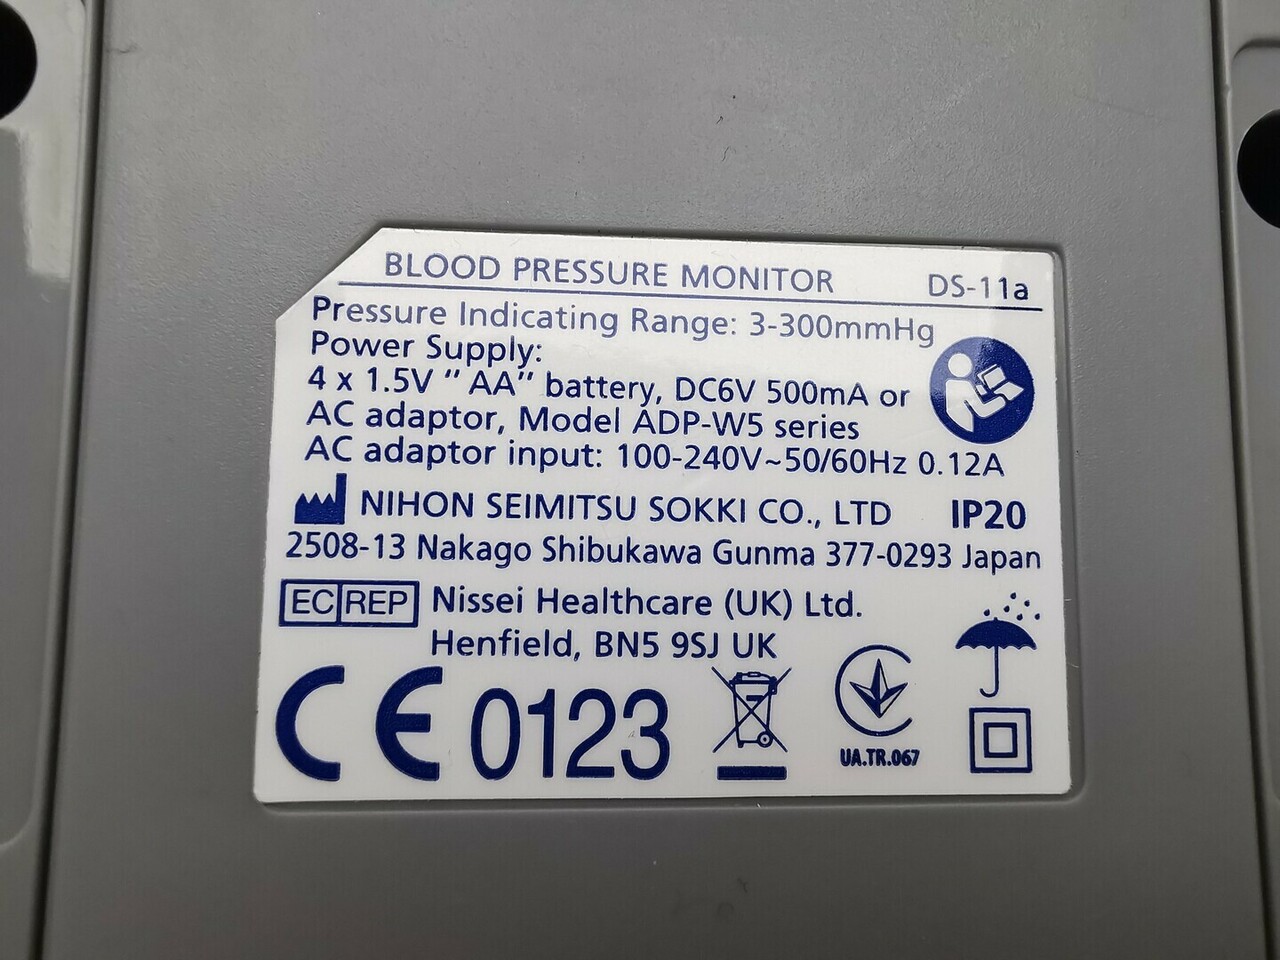 BLOOD PRESSURE MONITOR DS-11a
Pressure Indicating Range: 3-300mmHg
Power Supply:
4 x 1.5V “ AA” battery, DC6V 500mA or
AC adaptor, Model ADP-W5 series
AC adaptor input: 100-240V~50/60Hz 0.12A
NIHON SEIMITSU SOKKI CO., LTD IP20
2508-13 Nakago Shibukawa Gunma 377-0293 Japan
EC REP Nissei Healthcare (UK) Ltd.
Henfield, BN5 9SJ UK
CE 0123
UA.TR.067